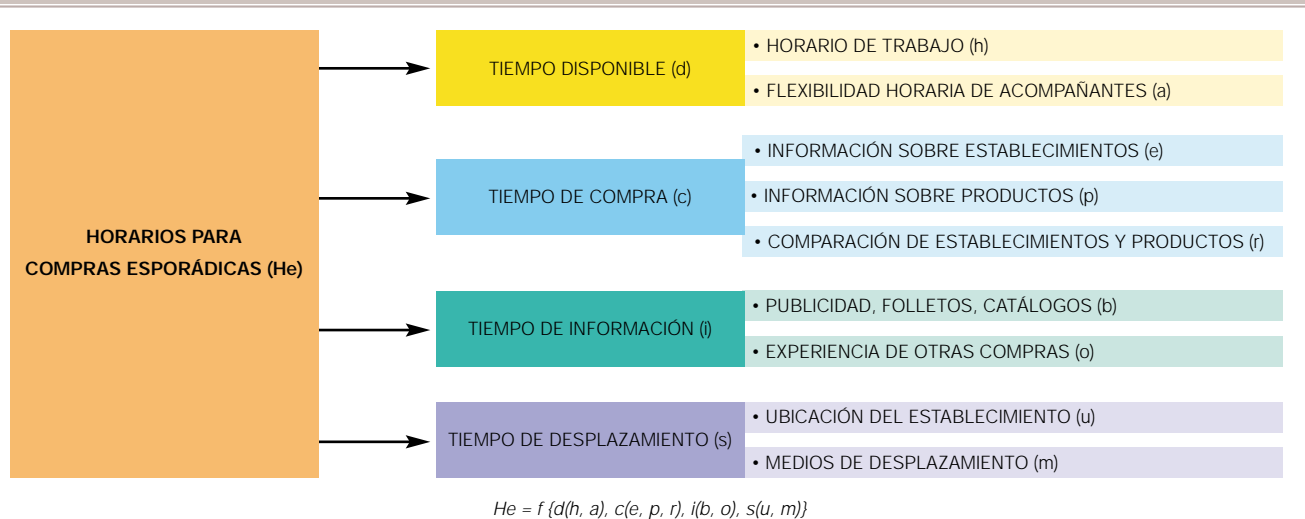 HORARIOS PARA
COMPRAS ESPORÁDICAS (He)
TIEMPO DISPONIBLE (d)
• HORARIO DE TRABAJO (h)
• FLEXIBILIDAD HORARIA DE ACOMPAÑANTES (a)
TIEMPO DE COMPRA (c)
• INFORMACIÓN SOBRE ESTABLECIMIENTOS (e)
• INFORMACIÓN SOBRE PRODUCTOS (p)
• COMPARACIÓN DE ESTABLECIMIENTOS Y PRODUCTOS (r)
TIEMPO DE INFORMACIÓN (i)
• PUBLICIDAD, FOLLETOS, CATÁLOGOS (b)
• EXPERIENCIA DE OTRAS COMPRAS (o)
TIEMPO DE DESPLAZAMIENTO (s)
• UBICACIÓN DEL ESTABLECIMIENTO (u)
• MEDIOS DE DESPLAZAMIENTO (m)
He = f {d(h, a), c(e, p, r), i(b, o), s(u, m)}